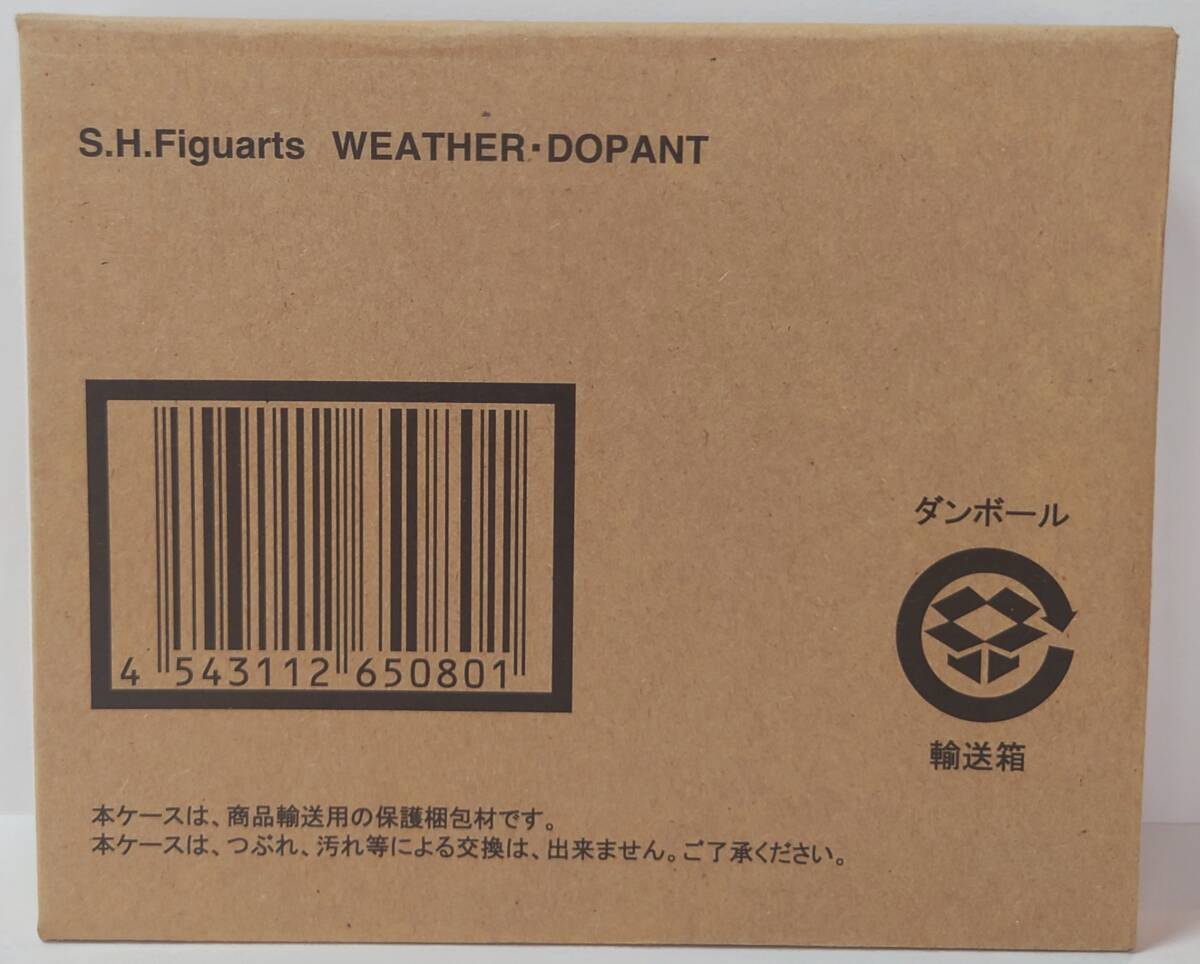 S.H.Figuarts WEATHER・DOPANT
4 543112 650801
ダンボール
輸送箱
本ケースは、商品輸送用の保護梱包材です。
本ケースは、つぶれ、汚れ等による交換は、出来ません。ご了承ください。